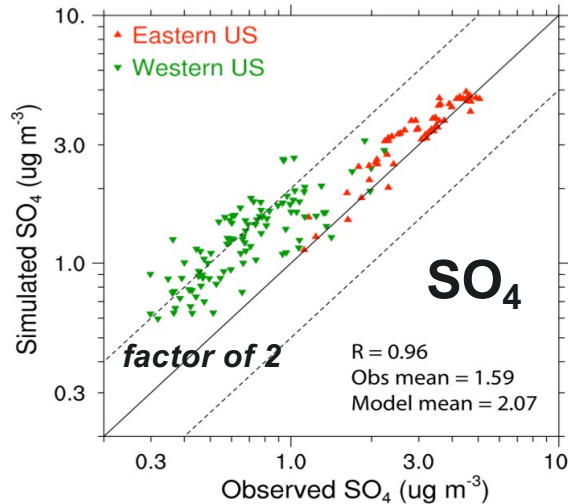 10.
Eastern US
Western US
3.0
1.0
0.3
Simulated SO₄ (ug m⁻³)
SO₄
factor of 2
R = 0.96
Obs mean = 1.59
Model mean = 2.07
0.3 1.0 3.0 10
Observed SO₄ (ug m⁻³)